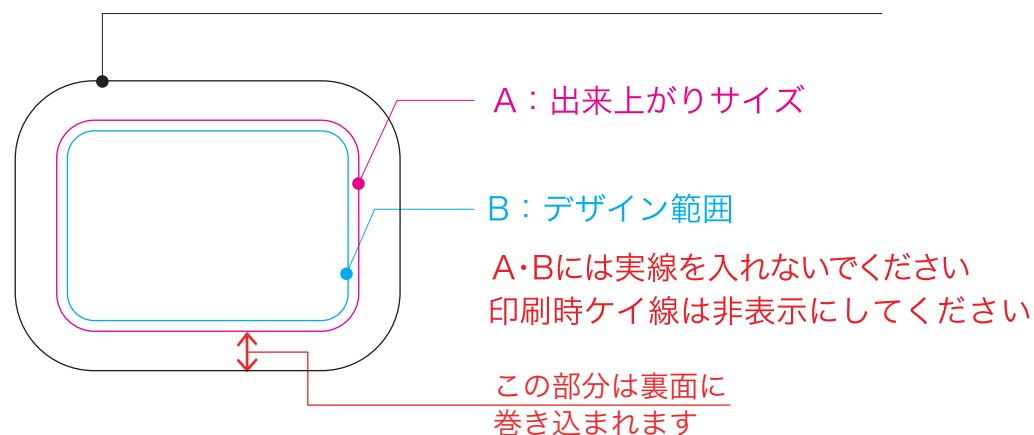 A：出来上がりサイズ
B：デザイン範囲
A･Bには実線を入れないでください
印刷時ケイ線は非表示にしてください
この部分は裏面に
巻き込まれます